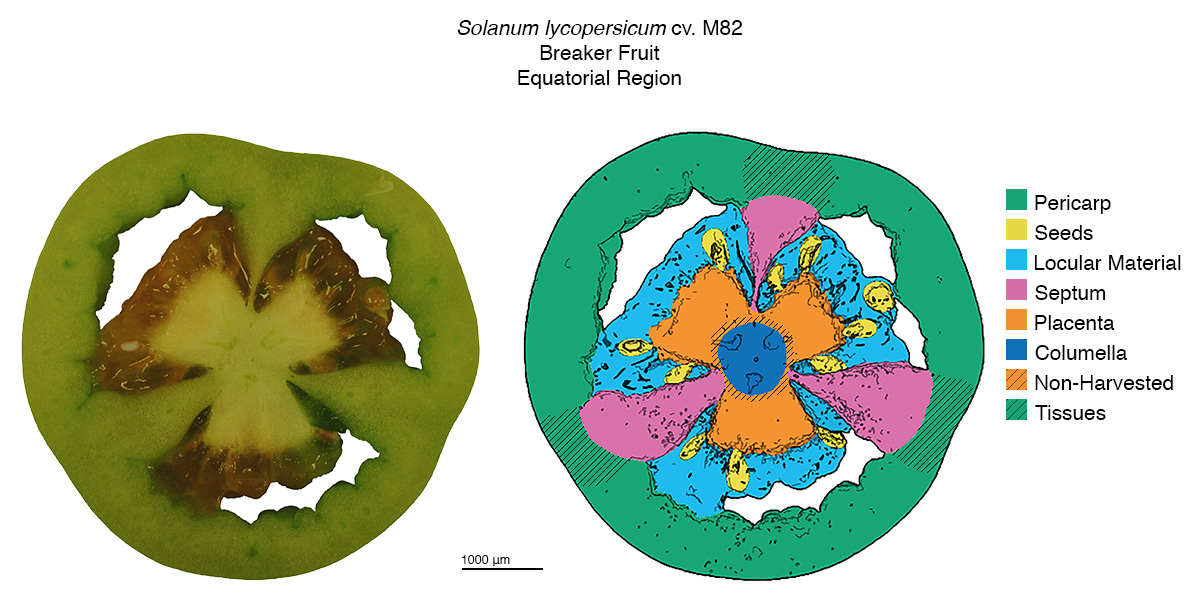 Solanum lycopersicum cv. M82
Breaker Fruit
Equatorial Region
Pericarp
Seeds
Locular Material
Septum
Placenta
Columella
Non-Harvested
Tissues
1000 µm